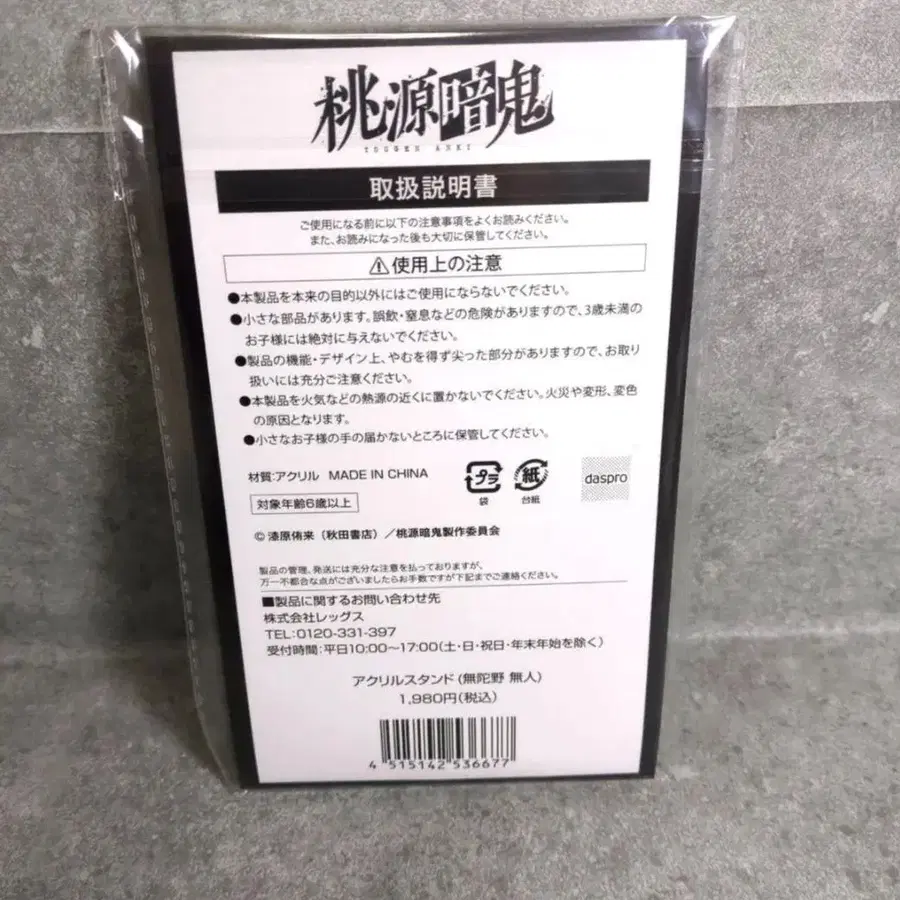 桃源暗鬼
TOUGEN ANKI
取扱説明書
ご使用になる前に以下の注意事項をよくお読みください。
また、お読みになった後も大切に保管してください。
⚠使用上の注意
●本製品を本来の目的以外にはご使用にならないでください。
●小さな部品があります。誤飲・窒息などの危険がありますので、3歳未満の
お子様には絶対に与えないでください。
●製品の機能・デザイン上、やむを得ず尖った部分がありますので、お取り
扱いには充分ご注意ください。
●本製品を火気などの熱源の近くに置かないでください。火災や変形、変色
の原因となります。
●小さなお子様の手の届かないところに保管してください。
材質:アクリル MADE IN CHINA
プラ
袋
紙
台紙
daspro
対象年齢6歳以上
© 漆原侑来（秋田書店）／桃源暗鬼製作委員会
製品の管理、発送には充分な注意を払っておりますが、
万一不都合な点がございましたらお手数ですが下記までご連絡ください。
■製品に関するお問い合わせ先
株式会社レッグス
TEL:0120-331-397
受付時間:平日10:00～17:00(土・日・祝日・年末年始を除く)
アクリルスタンド(無陀野 無人)
1,980円(税込)
4 515142 536677